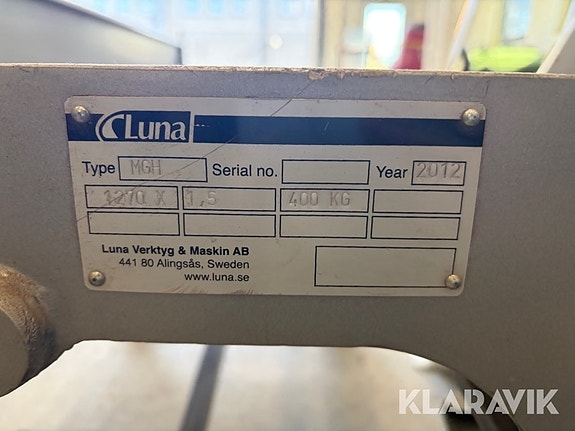 Luna
Type MGH Serial no. Year 2012
1270 X 1,5 400 KG
Luna Verktyg & Maskin AB
441 80 Alingsås, Sweden
www.luna.se
KLARAVIK